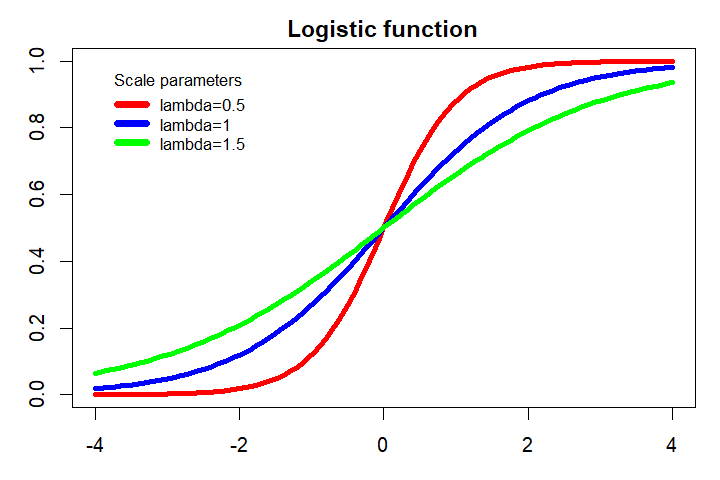 Logistic function
Scale parameters
lambda=0.5
lambda=1
lambda=1.5
1.0
0.8
0.6
0.4
0.2
0.0
-4 -2 0 2 4